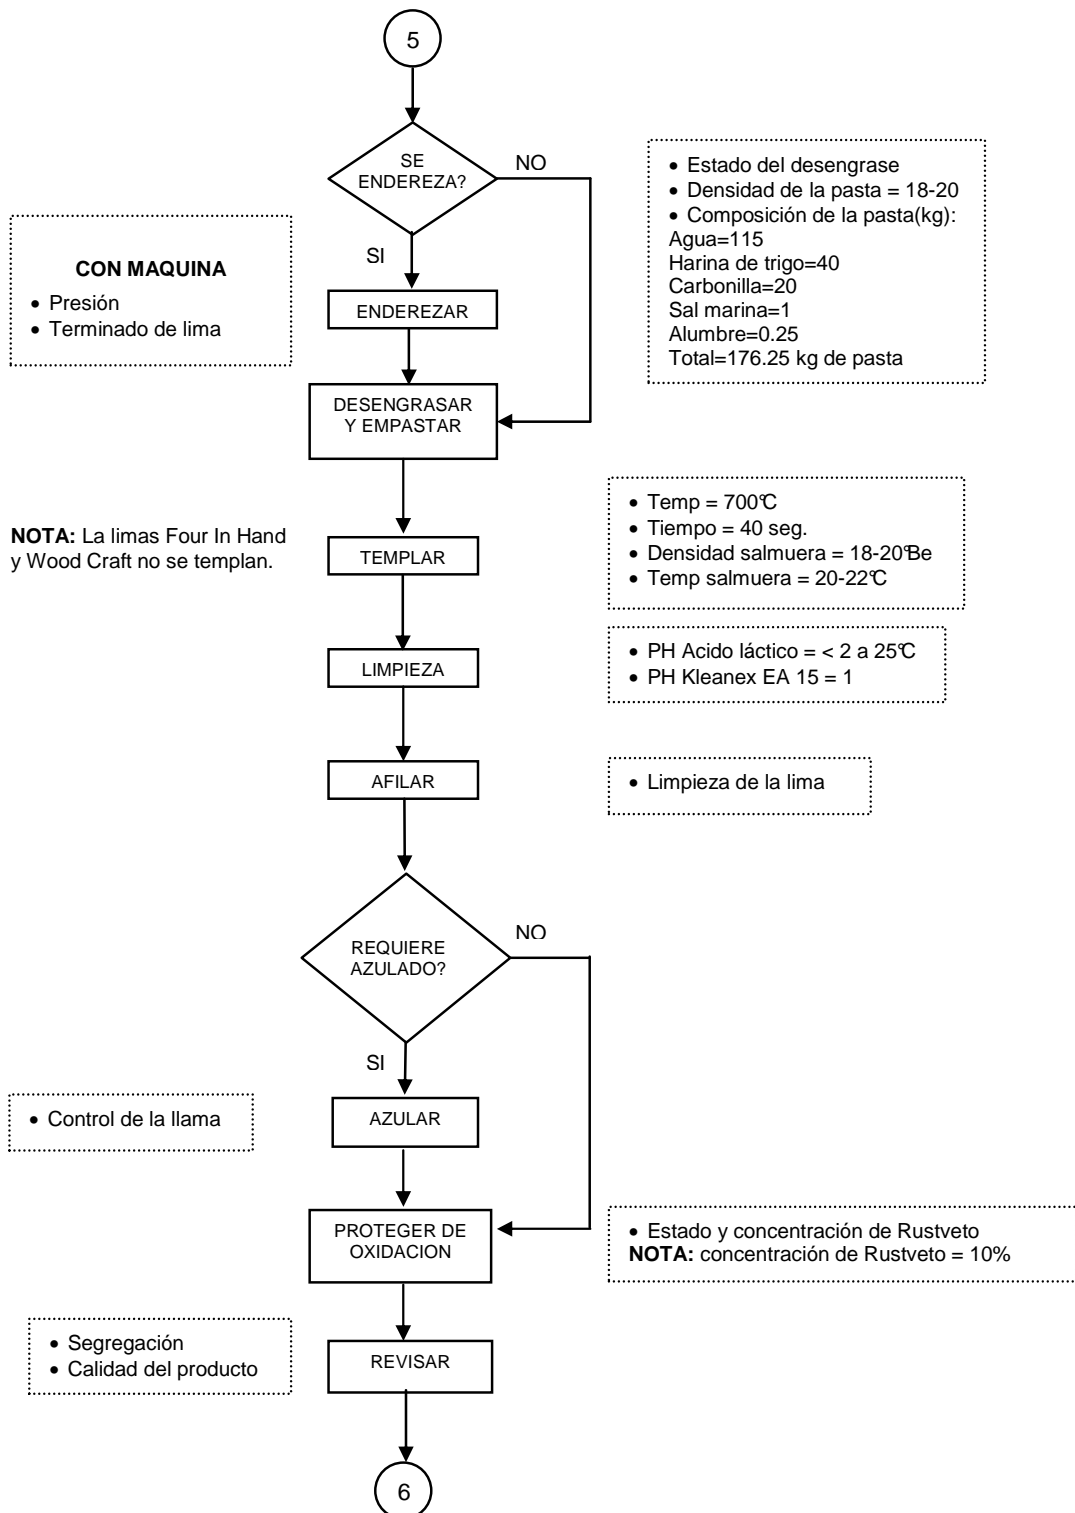 5
SE
ENDEREZA?
NO
• Estado del desengrase
• Densidad de la pasta = 18-20
• Composición de la pasta(kg):
Agua=115
Harina de trigo=40
Carbonilla=20
Sal marina=1
Alumbre=0.25
Total=176.25 kg de pasta
CON MAQUINA
• Presión
• Terminado de lima
SI
ENDEREZAR
DESENGRASAR
Y EMPASTAR
NOTA: La limas Four In Hand
y Wood Craft no se templan.
TEMPLAR
• Temp = 700°C
• Tiempo = 40 seg.
• Densidad salmuera = 18-20°Be
• Temp salmuera = 20-22°C
LIMPIEZA
• PH Acido láctico = < 2 a 25°C
• PH Kleanex EA 15 = 1
AFILAR
• Limpieza de la lima
REQUIERE
AZULADO?
NO
SI
• Control de la llama
AZULAR
PROTEGER DE
OXIDACION
• Estado y concentración de Rustveto
NOTA: concentración de Rustveto = 10%
• Segregación
• Calidad del producto
REVISAR
6